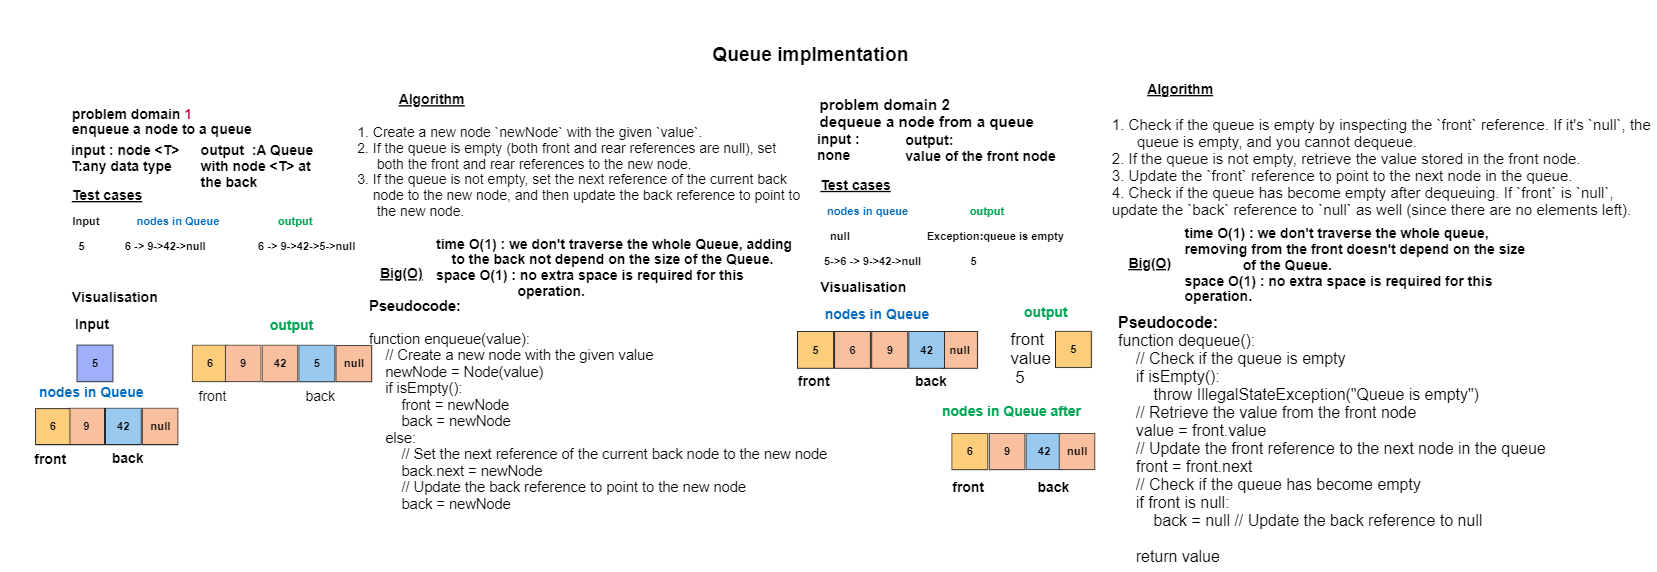 Queue implmentation
problem domain 1
enqueue a node to a queue
input : node <T>
T:any data type
output  :A Queue
with node <T> at
the back
Test cases
Input
nodes in Queue
output
5
6 -> 9->42->null
6 -> 9->42->5->null
Visualisation
Input
output
5
6 9 42 5 null
front
back
nodes in Queue
6 9 42 null
front
back
Algorithm
1. Create a new node `newNode` with the given `value`.
2. If the queue is empty (both front and rear references are null), set
both the front and rear references to the new node.
3. If the queue is not empty, set the next reference of the current back
node to the new node, and then update the back reference to point to
the new node.
Big(O)
time O(1) : we don't traverse the whole Queue, adding
to the back not depend on the size of the Queue.
space O(1) : no extra space is required for this
operation.
Pseudocode:
function enqueue(value):
// Create a new node with the given value
newNode = Node(value)
if isEmpty():
front = newNode
back = newNode
else:
// Set the next reference of the current back node to the new node
back.next = newNode
// Update the back reference to point to the new node
back = newNode
problem domain 2
dequeue a node from a queue
input :
none
output:
value of the front node
Test cases
nodes in queue
output
null
Exception:queue is empty
5->6 -> 9->42->null
5
Visualisation
nodes in Queue
output
5 6 9 42 null
front
back
front
value
5
5
nodes in Queue after
6 9 42 null
front
back
Algorithm
1. Check if the queue is empty by inspecting the `front` reference. If it's `null`, the
queue is empty, and you cannot dequeue.
2. If the queue is not empty, retrieve the value stored in the front node.
3. Update the `front` reference to point to the next node in the queue.
4. Check if the queue has become empty after dequeuing. If `front` is `null`,
update the `back` reference to `null` as well (since there are no elements left).
Big(O)
time O(1) : we don't traverse the whole queue,
removing from the front doesn't depend on the size
of the Queue.
space O(1) : no extra space is required for this
operation.
Pseudocode:
function dequeue():
// Check if the queue is empty
if isEmpty():
throw IllegalStateException("Queue is empty")
// Retrieve the value from the front node
value = front.value
// Update the front reference to the next node in the queue
front = front.next
// Check if the queue has become empty
if front is null:
back = null // Update the back reference to null
return value